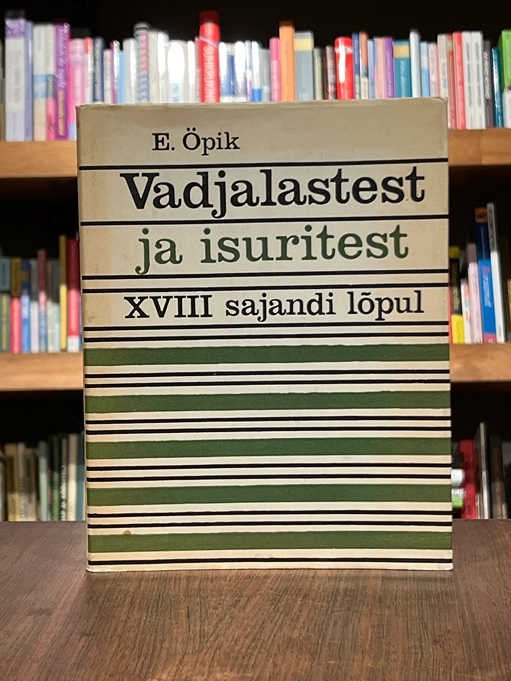 E. Öpik
Vadjalastest
ja isuritest
XVIII sajandi lõpul